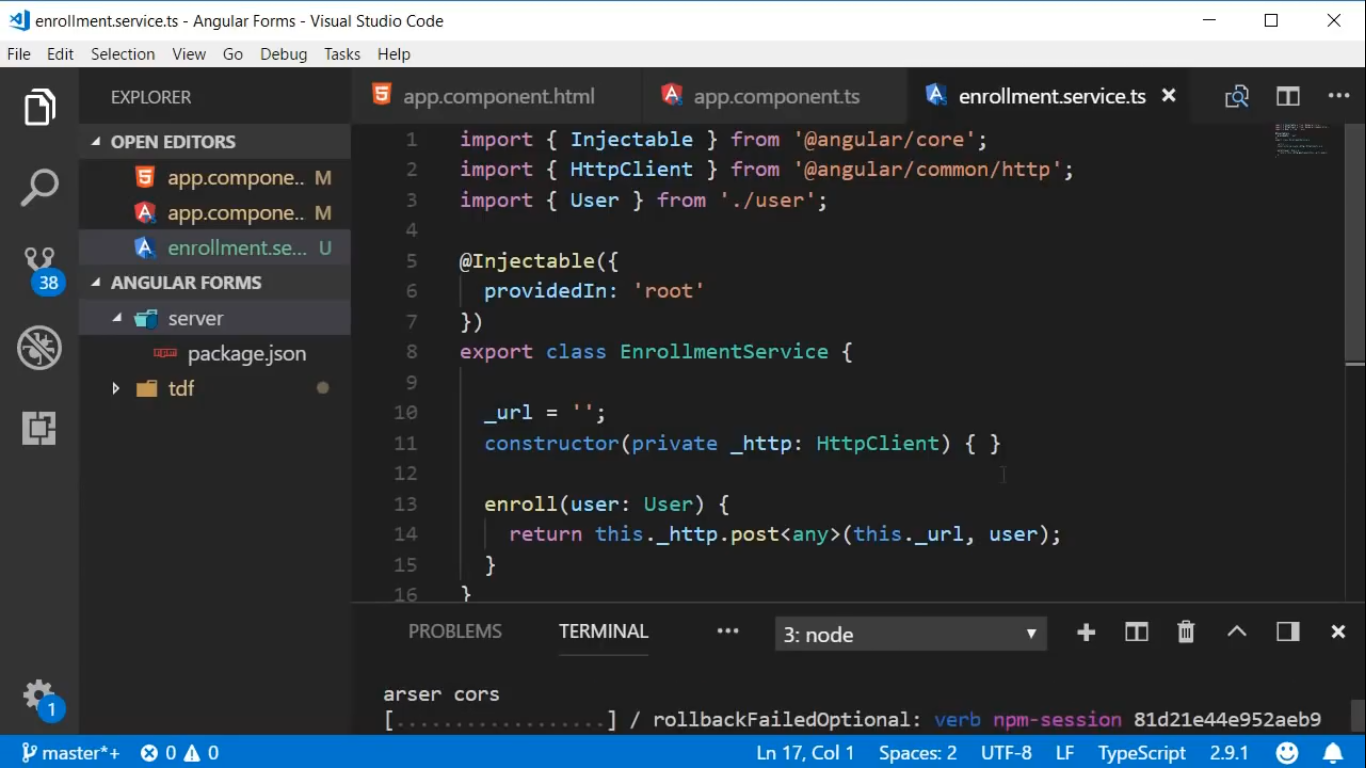 enrollment.service.ts - Angular Forms - Visual Studio Code
File Edit Selection View Go Debug Tasks Help
EXPLORER
OPEN EDITORS
app.compone.. M
app.compone.. M
enrollment.se... U
ANGULAR FORMS
server
package.json
tdf
38
1
app.component.html app.component.ts enrollment.service.ts
1 import { Injectable } from '@angular/core';
2 import { HttpClient } from '@angular/common/http';
3 import { User } from './user';
4
5 @Injectable({
6 providedIn: 'root'
7 })
8 export class EnrollmentService {
9
10 _url = '';
11 constructor(private _http: HttpClient) { }
12
13 enroll(user: User) {
14 return this._http.post<any>(this._url, user);
15 }
16 }
PROBLEMS TERMINAL ... 3: node
arser cors
[..................] / rollbackFailedOptional: verb npm-session 81d21e44e952aeb9
master*+ 0 0 Ln 17, Col 1 Spaces: 2 UTF-8 LF TypeScript 2.9.1